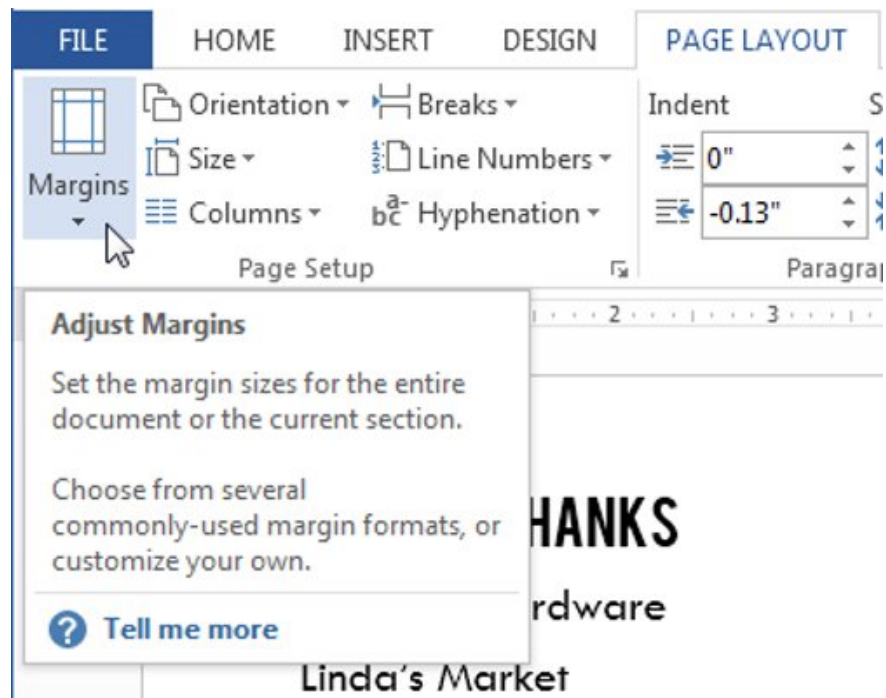 FILE HOME INSERT DESIGN PAGE LAYOUT
Orientation Breaks Indent S
Size Line Numbers 0"
Margins
Columns Hyphenation -0.13"
Page Setup Paragra
Adjust Margins
2 3
Set the margin sizes for the entire
document or the current section.
Choose from several
commonly-used margin formats, or
customize your own.
HANKS
Tell me more
rdware
Linda's Market